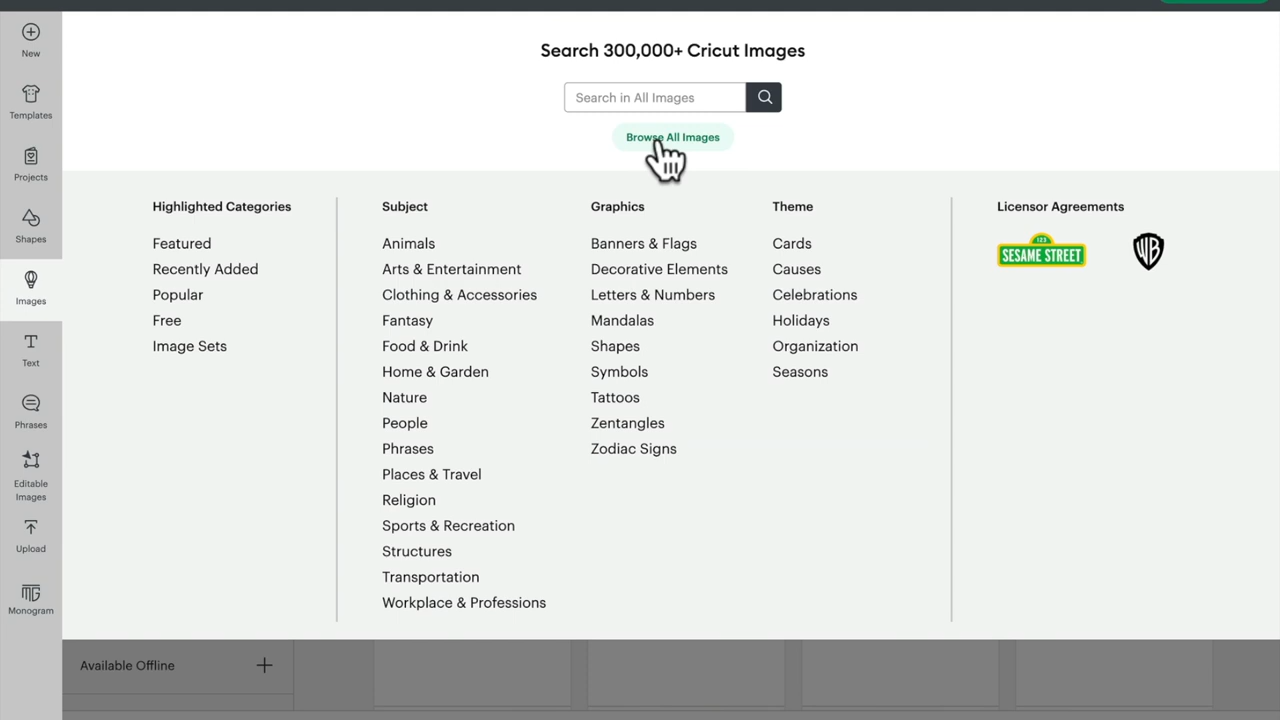 New
Templates
Projects
Shapes
Images
Text
Phrases
Editable
Images
Upload
Monogram
Search 300,000+ Cricut Images
Search in All Images
Browse All Images
Highlighted Categories
Featured
Recently Added
Popular
Free
Image Sets
Subject
Animals
Arts & Entertainment
Clothing & Accessories
Fantasy
Food & Drink
Home & Garden
Nature
People
Phrases
Places & Travel
Religion
Sports & Recreation
Structures
Transportation
Workplace & Professions
Graphics
Banners & Flags
Decorative Elements
Letters & Numbers
Mandalas
Shapes
Symbols
Tattoos
Zentangles
Zodiac Signs
Theme
Cards
Causes
Celebrations
Holidays
Organization
Seasons
Licensor Agreements
123
SESAME STREET
WB
Available Offline